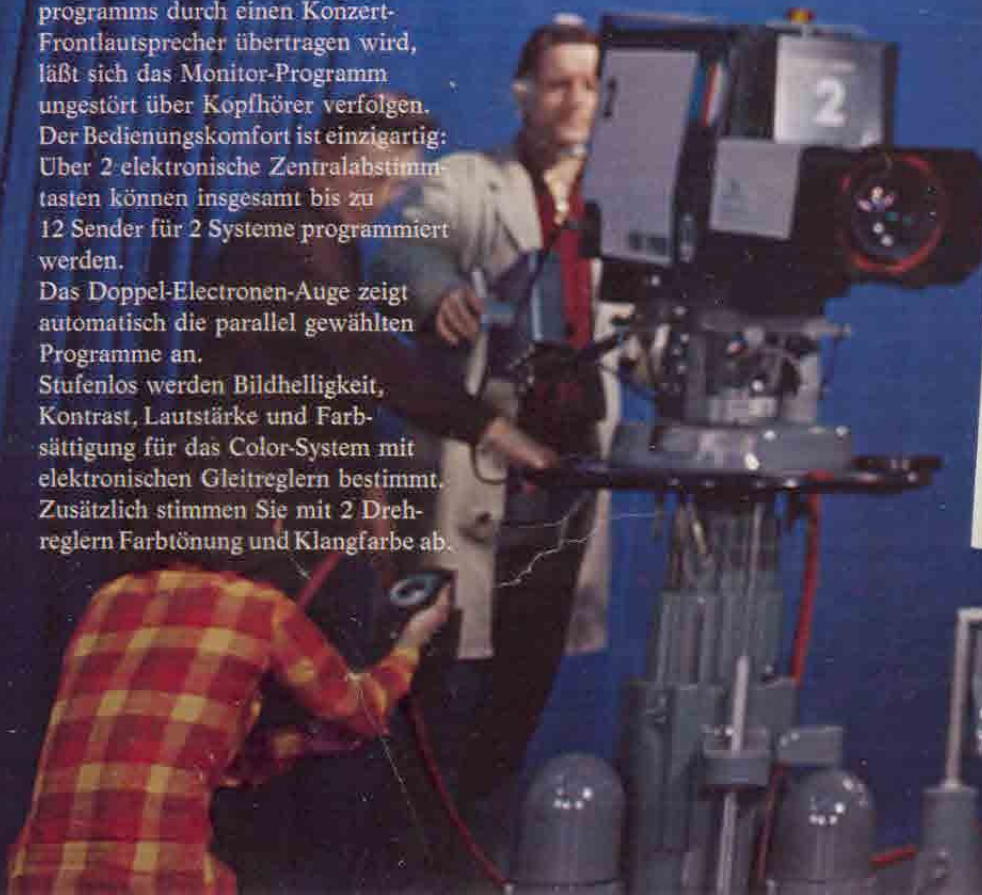 programms durch einen Konzert-
Frontlautsprecher übertragen wird,
läßt sich das Monitor-Programm
ungestört über Kopfhörer verfolgen.
Der Bedienungskomfort ist einzigartig:
Über 2 elektronische Zentralabstimm-
tasten können insgesamt bis zu
12 Sender für 2 Systeme programmiert
werden.
Das Doppel-Electronen-Auge zeigt
automatisch die parallel gewählten
Programme an.
Stufenlos werden Bildhelligkeit,
Kontrast, Lautstärke und Farb-
sättigung für das Color-System mit
elektronischen Gleitreglern bestimmt.
Zusätzlich stimmen Sie mit 2 Dreh-
reglern Farbtönung und Klangfarbe ab.
2